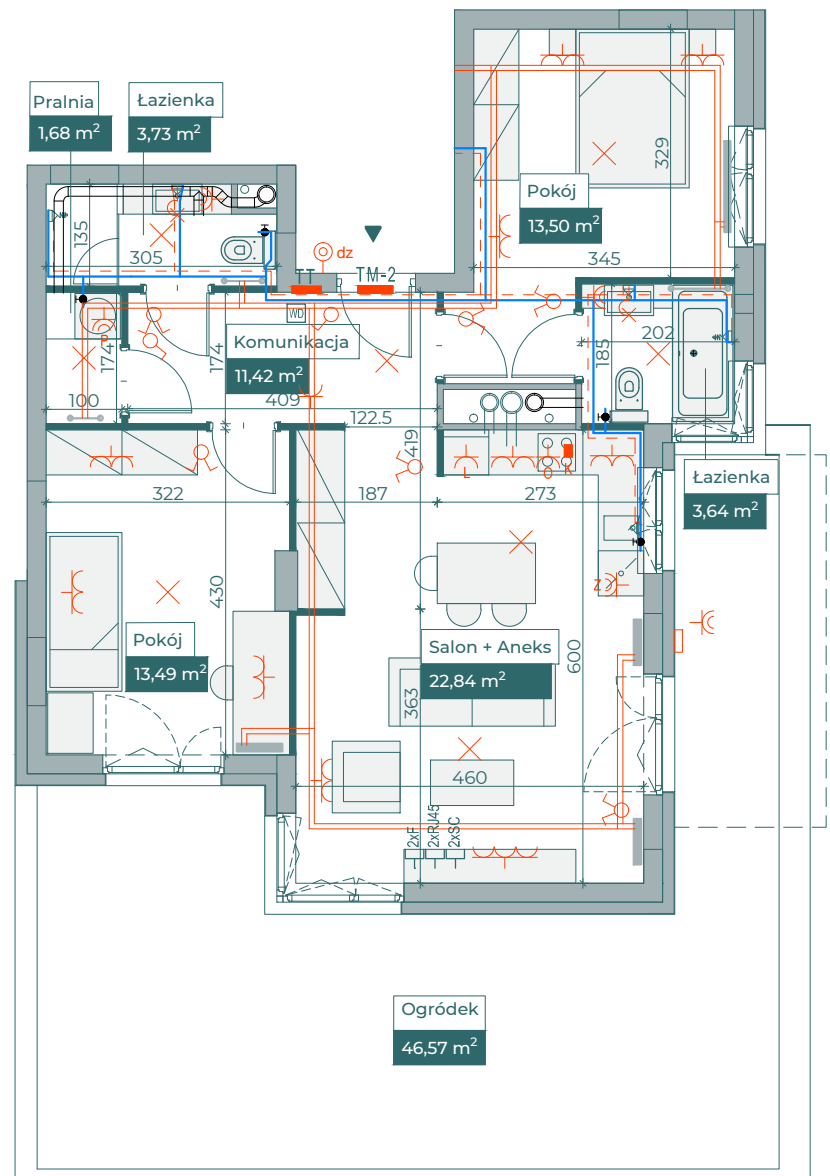 Pralnia
1,68 m²
Łazienka
3,73 m²
329
Pokój
13,50 m²
345
135
305
dz
TT
TM-2
WD
202
185
174
P
174
Komunikacja
11,42 m²
100
409
122.5
419
L
O
K
322
187
273
Łazienka
3,64 m²
Z
430
Pokój
13,49 m²
Salon + Aneks
22,84 m²
600
363
460
2xF
2xRJ45
2xSC
Ogródek
46,57 m²